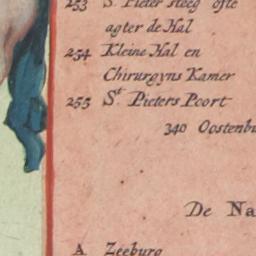 253 S. Pieter steeg ofte
agter de Hal
254 Kleine Hal en
Chirurgyns Kamer
255 St. Pieters Poort
340 Oostenbu
De Na
A Zeeburg